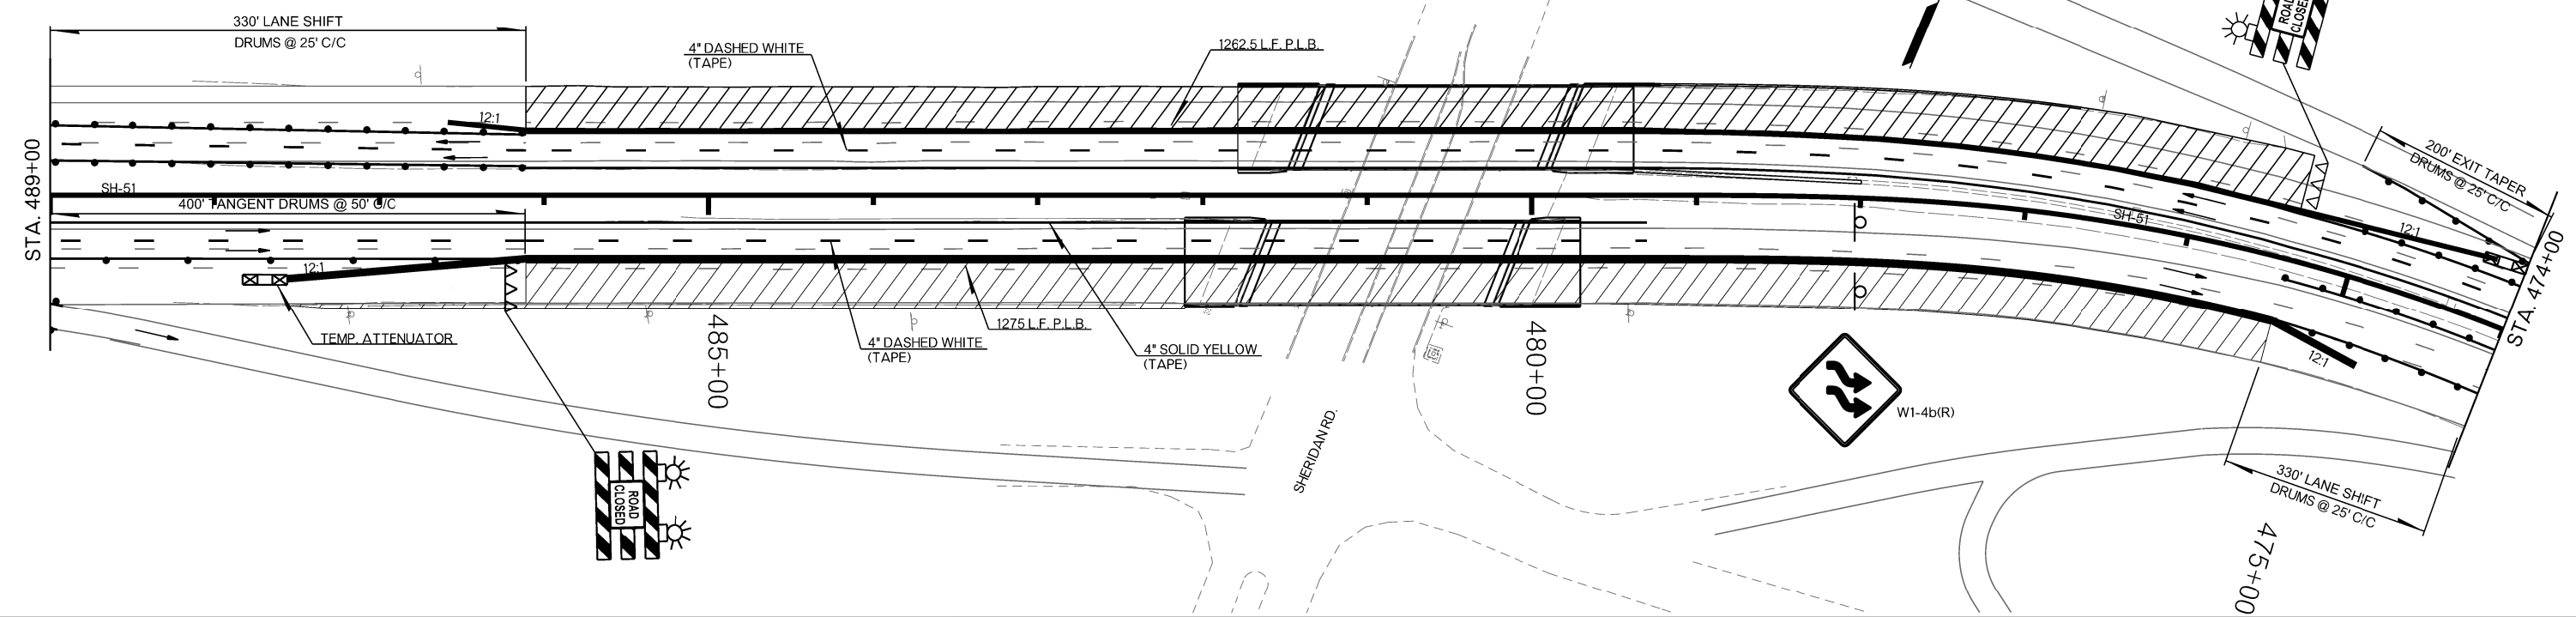 330' LANE SHIFT
DRUMS @ 25' C/C
4" DASHED WHITE
(TAPE)
1262.5 L.F. P.L.B.
ROAD
CLOSED
12:1
STA. 489+00
SH-51
400' TANGENT DRUMS @ 50' C/C
12:1
TEMP. ATTENUATOR
485+00
4" DASHED WHITE
(TAPE)
1275 L.F. P.L.B.
4" SOLID YELLOW
(TAPE)
480+00
SHERIDAN RD.
ROAD
CLOSED
W1-4b(R)
SH-51
12:1
200' EXIT TAPER
DRUMS @ 25' C/C
STA. 474+00
12:1
330' LANE SHIFT
DRUMS @ 25' C/C
475+00